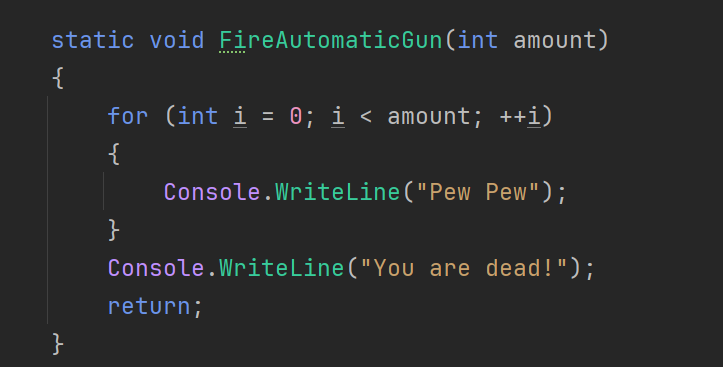 static void FireAutomaticGun(int amount)
{
for (int i = 0; i < amount; ++i)
{
Console.WriteLine("Pew Pew");
}
Console.WriteLine("You are dead!");
return;
}